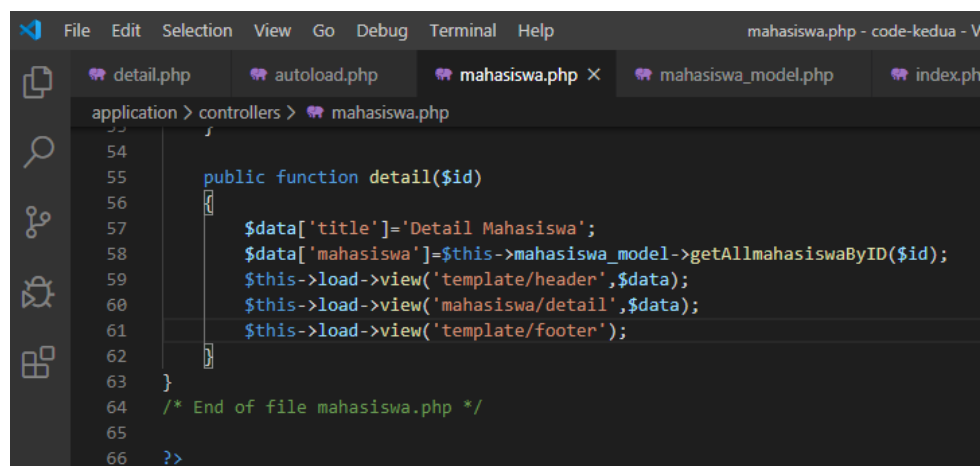 File Edit Selection View Go Debug Terminal Help mahasiswa.php - code-kedua - V
detail.php autoload.php mahasiswa.php × mahasiswa_model.php index.ph
application > controllers > mahasiswa.php
53 }
54
55 public function detail($id)
56 {
57 $data['title']='Detail Mahasiswa';
58 $data['mahasiswa']=$this->mahasiswa_model->getAllmahasiswaByID($id);
59 $this->load->view('template/header',$data);
60 $this->load->view('mahasiswa/detail',$data);
61 $this->load->view('template/footer');
62 }
63 }
64 /* End of file mahasiswa.php */
65
66 ?>